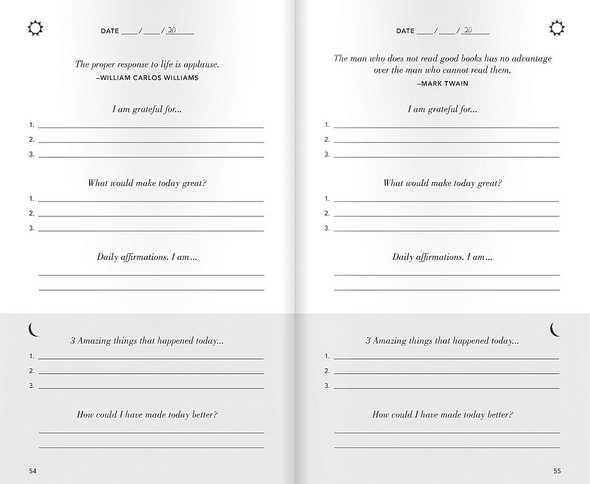 DATE ____ / ____ / 20____
The proper response to life is applause.
–WILLIAM CARLOS WILLIAMS
I am grateful for...
1.
2.
3.
What would make today great?
1.
2.
3.
Daily affirmations. I am...
3 Amazing things that happened today...
1.
2.
3.
How could I have made today better?
54
DATE ____ / ____ / 20____
The man who does not read good books has no advantage
over the man who cannot read them.
–MARK TWAIN
I am grateful for...
1.
2.
3.
What would make today great?
1.
2.
3.
Daily affirmations. I am...
3 Amazing things that happened today...
1.
2.
3.
How could I have made today better?
55